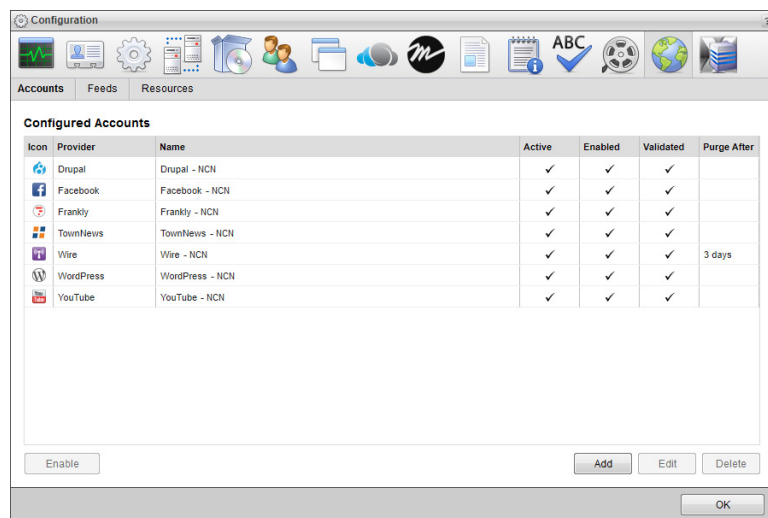 Configuration
ABC
Accounts Feeds Resources
Configured Accounts
Icon Provider Name Active Enabled Validated Purge After
Drupal Drupal - NCN ✓ ✓ ✓
Facebook Facebook - NCN ✓ ✓ ✓
Frankly Frankly - NCN ✓ ✓ ✓
TownNews TownNews - NCN ✓ ✓ ✓
Wire Wire - NCN ✓ ✓ ✓ 3 days
WordPress WordPress - NCN ✓ ✓ ✓
You Tube YouTube YouTube - NCN ✓ ✓ ✓
Enable Add Edit Delete
OK